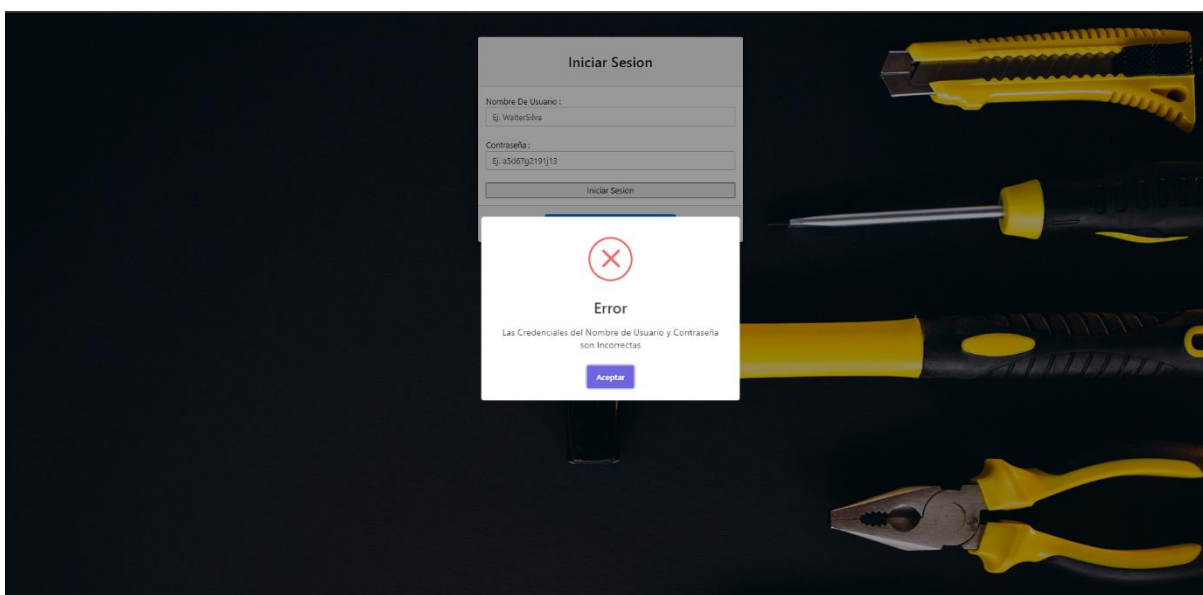 Iniciar Sesion
Nombre De Usuario :
Ej. WalterSilva
Contraseña :
Ej. a5d67g2191j13
Iniciar Sesion
Error
Las Credenciales del Nombre de Usuario y Contraseña
son Incorrectas
Aceptar